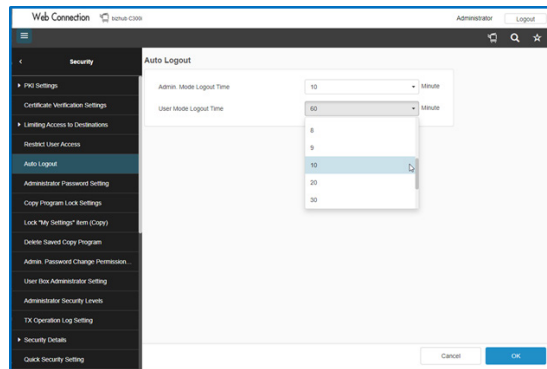 Web Connection bizhub C300i Administrator Logout
Security
Auto Logout
PKI Settings
Certificate Verification Settings
Limiting Access to Destinations
Restrict User Access
Auto Logout
Administrator Password Setting
Copy Program Lock Settings
Lock "My Settings" item (Copy)
Delete Saved Copy Program
Admin. Password Change Permission...
User Box Administrator Setting
Administrator Security Levels
TX Operation Log Setting
Security Details
Quick Security Setting
Admin. Mode Logout Time 10 Minute
User Mode Logout Time 60 Minute
8
9
10
20
30
Cancel OK